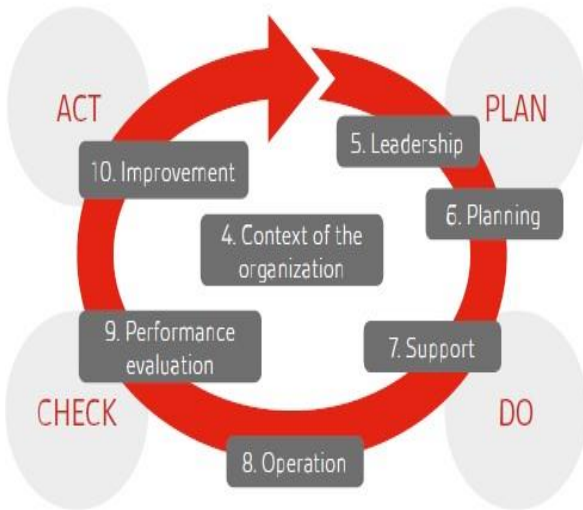 ACT
PLAN
5. Leadership
10. Improvement
6. Planning
4. Context of the
organization
9. Performance
evaluation
7. Support
CHECK
DO
8. Operation